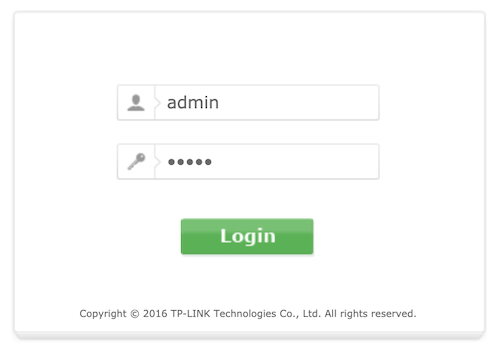 admin
•••••
Login
Copyright © 2016 TP-LINK Technologies Co., Ltd. All rights reserved.